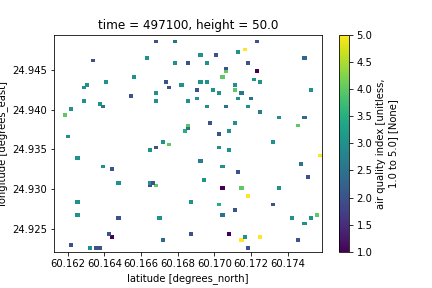 time = 497100, height = 50.0
24.945
24.940
24.935
24.930
24.925
longitude [degrees_east]
60.162 60.164 60.166 60.168 60.170 60.172 60.174
latitude [degrees_north]
5.0
4.5
4.0
3.5
3.0
2.5
2.0
1.5
1.0
air quality index [unitless,
1.0 to 5.0] [None]